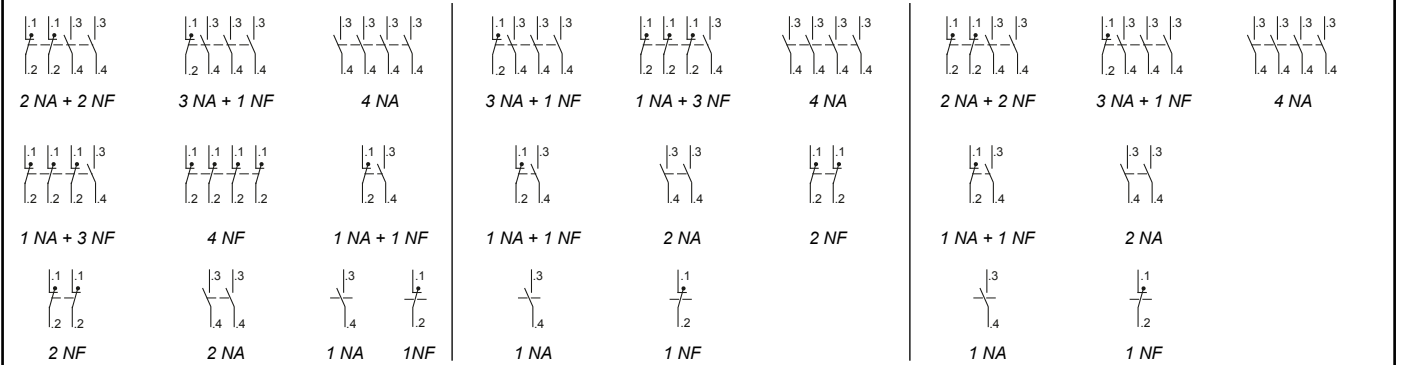 .1 .1 .3 .3 .1 .3 .3 .3 .3 .3 .3 .3 .1 .3 .3 .3 .1 .1 .1 .3 .3 .3 .3 .3 .1 .1 .3 .3 .1 .3 .3 .3 .3 .3 .3 .3
.2 .2 .4 .4 .2 .4 .4 .4 .4 .4 .4 .4 .2 .4 .4 .4 .2 .2 .2 .4 .4 .4 .4 .4 .2 .2 .4 .4 .2 .4 .4 .4 .4 .4 .4 .4
2 NA + 2 NF 3 NA + 1 NF 4 NA 3 NA + 1 NF 1 NA + 3 NF 4 NA 2 NA + 2 NF 3 NA + 1 NF 4 NA
.1 .1 .1 .3 .1 .1 .1 .1 .1 .3 .1 .3 .3 .3 .1 .1 .1 .3 .3 .3
.2 .2 .2 .4 .2 .2 .2 .2 .2 .4 .2 .4 .4 .4 .2 .2 .2 .4 .4 .4
1 NA + 3 NF 4 NF 1 NA + 1 NF 1 NA + 1 NF 2 NA 2 NF 1 NA + 1 NF 2 NA
.1 .1 .3 .3 .3 .1 .3 .1 .3 .1
.2 .2 .4 .4 .4 .2 .4 .2 .4 .2
2 NF 2 NA 1 NA 1NF 1 NA 1 NF 1 NA 1 NF